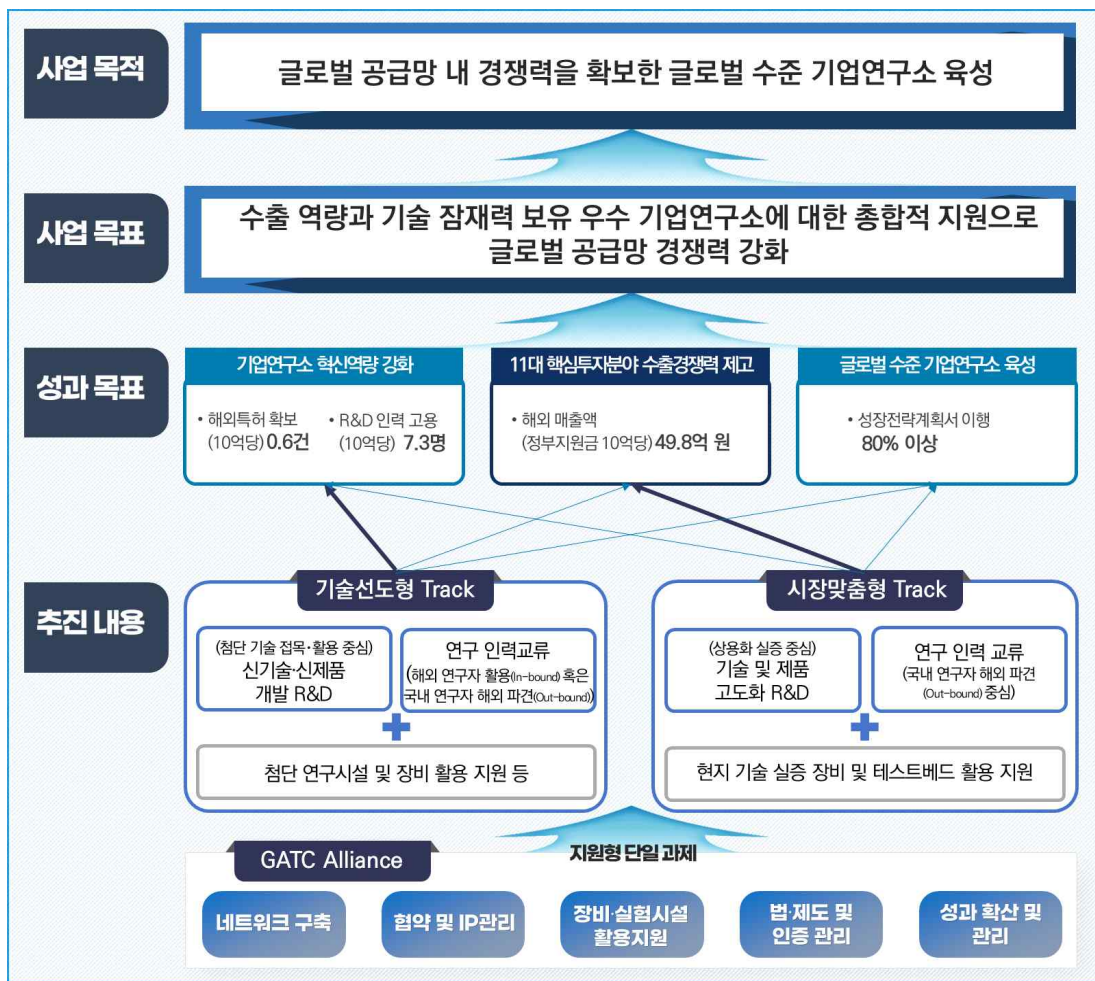 사업 목적
글로벌 공급망 내 경쟁력을 확보한 글로벌 수준 기업연구소 육성
사업 목표
수출 역량과 기술 잠재력 보유 우수 기업연구소에 대한 종합적 지원으로
글로벌 공급망 경쟁력 강화
성과 목표
기업연구소 혁신역량 강화
• 해외특허 확보
(10억당) 0.6건
• R&D 인력 고용
(10억당) 7.3명
11대 핵심투자분야 수출경쟁력 제고
• 해외 매출액
(정부지원금 10억당) 49.8억 원
글로벌 수준 기업연구소 육성
• 성장전략계획서 이행
80% 이상
추진 내용
기술선도형 Track
(첨단 기술 접목·활용 중심)
신기술·신제품
개발 R&D
연구 인력교류
(해외 연구자 활용(In-bound) 혹은
국내 연구자 해외 파견(Out-bound))
+
첨단 연구시설 및 장비 활용 지원 등
시장맞춤형 Track
(상용화 실증 중심)
기술 및 제품
고도화 R&D
연구 인력 교류
(국내 연구자 해외 파견
(Out-bound) 중심)
+
현지 기술 실증 장비 및 테스트베드 활용 지원
지원형 단일 과제
GATC Alliance
네트워크 구축
협약 및 IP관리
장비·실험시설
활용지원
법·제도 및
인증 관리
성과 확산 및
관리